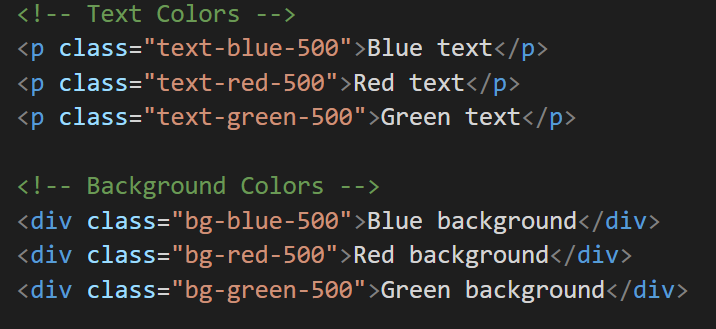 <!-- Text Colors -->
<p class="text-blue-500">Blue text</p>
<p class="text-red-500">Red text</p>
<p class="text-green-500">Green text</p>
<!-- Background Colors -->
<div class="bg-blue-500">Blue background</div>
<div class="bg-red-500">Red background</div>
<div class="bg-green-500">Green background</div>